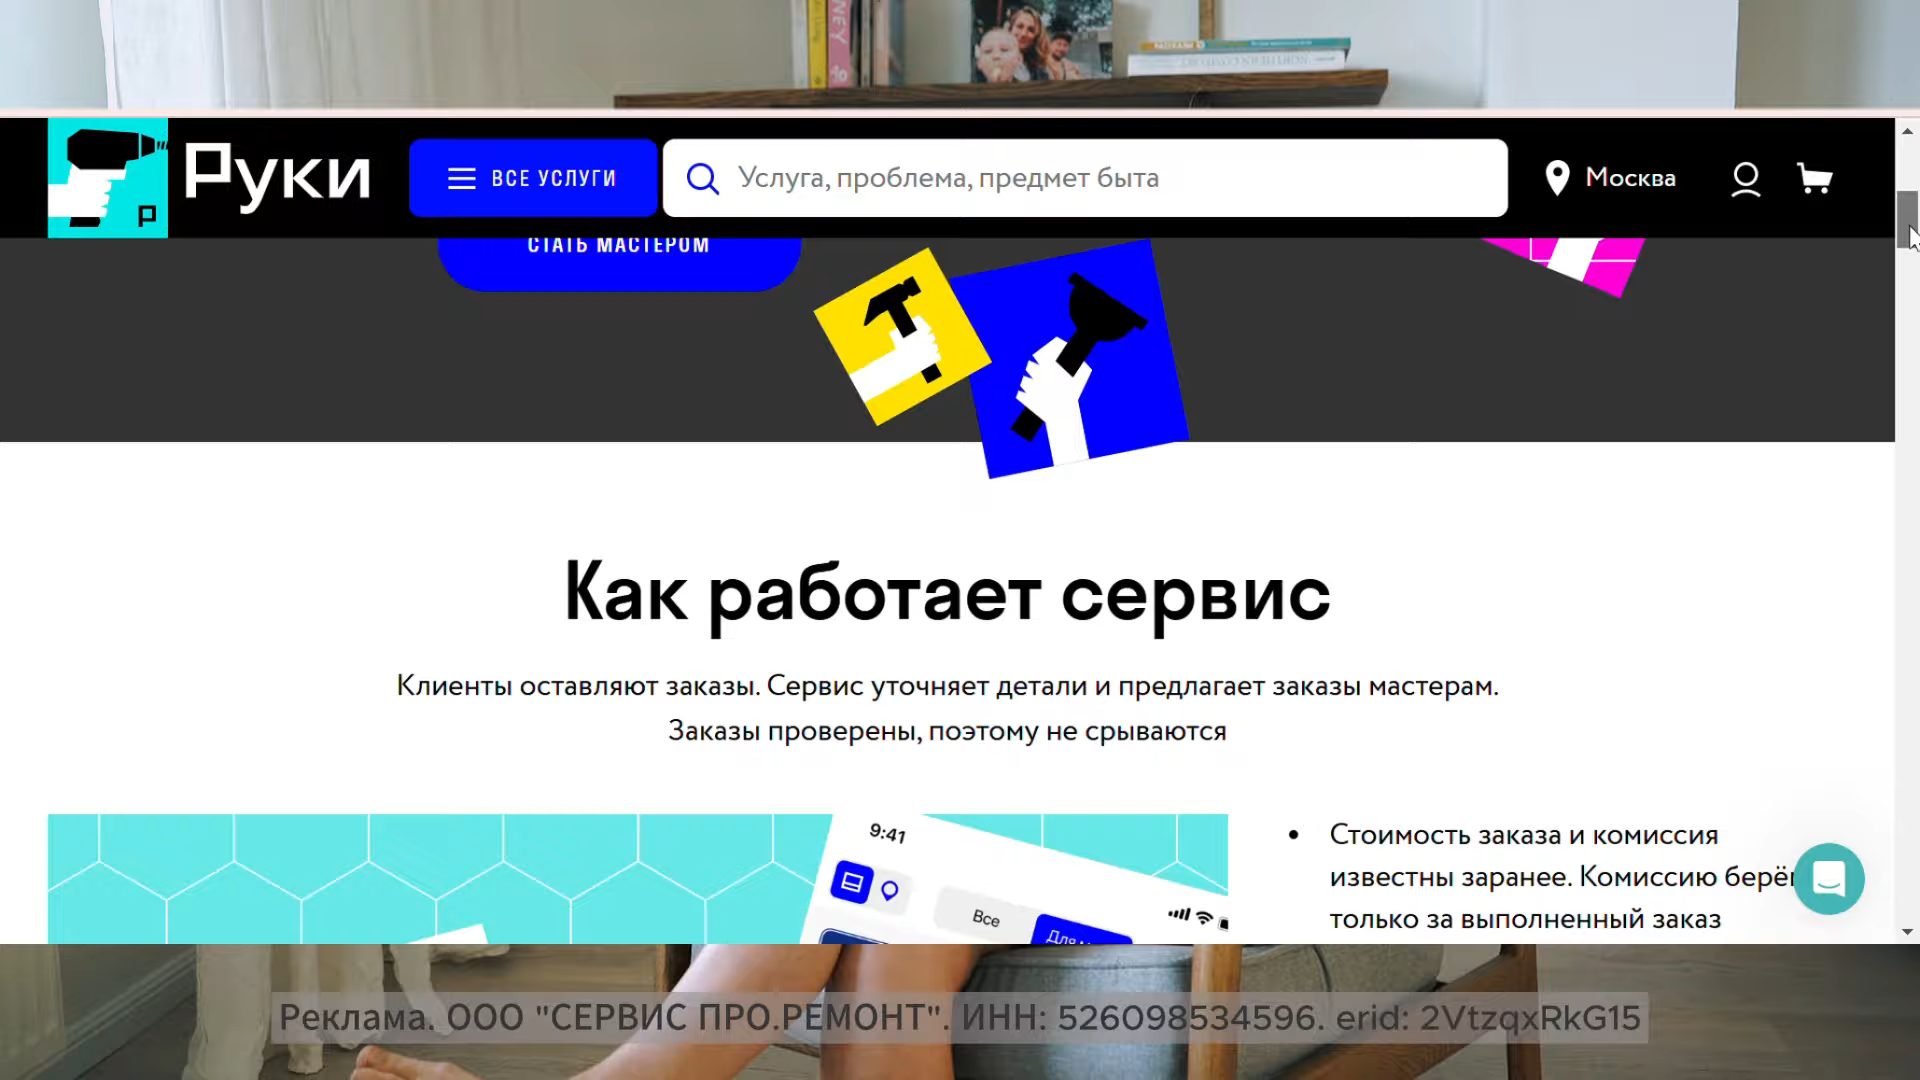 Руки
ВСЕ УСЛУГИ
Услуга, проблема, предмет быта
Москва
СТАТЬ МАСТЕРОМ
Как работает сервис
Клиенты оставляют заказы. Сервис уточняет детали и предлагает заказы мастерам.
Заказы проверены, поэтому не срываются
9:41
Все
• Стоимость заказа и комиссия
известны заранее. Комиссию берём
только за выполненный заказ
Реклама. ООО "СЕРВИС ПРО.РЕМОНТ". ИНН: 526098534596. erid: 2VtzqxRkG15